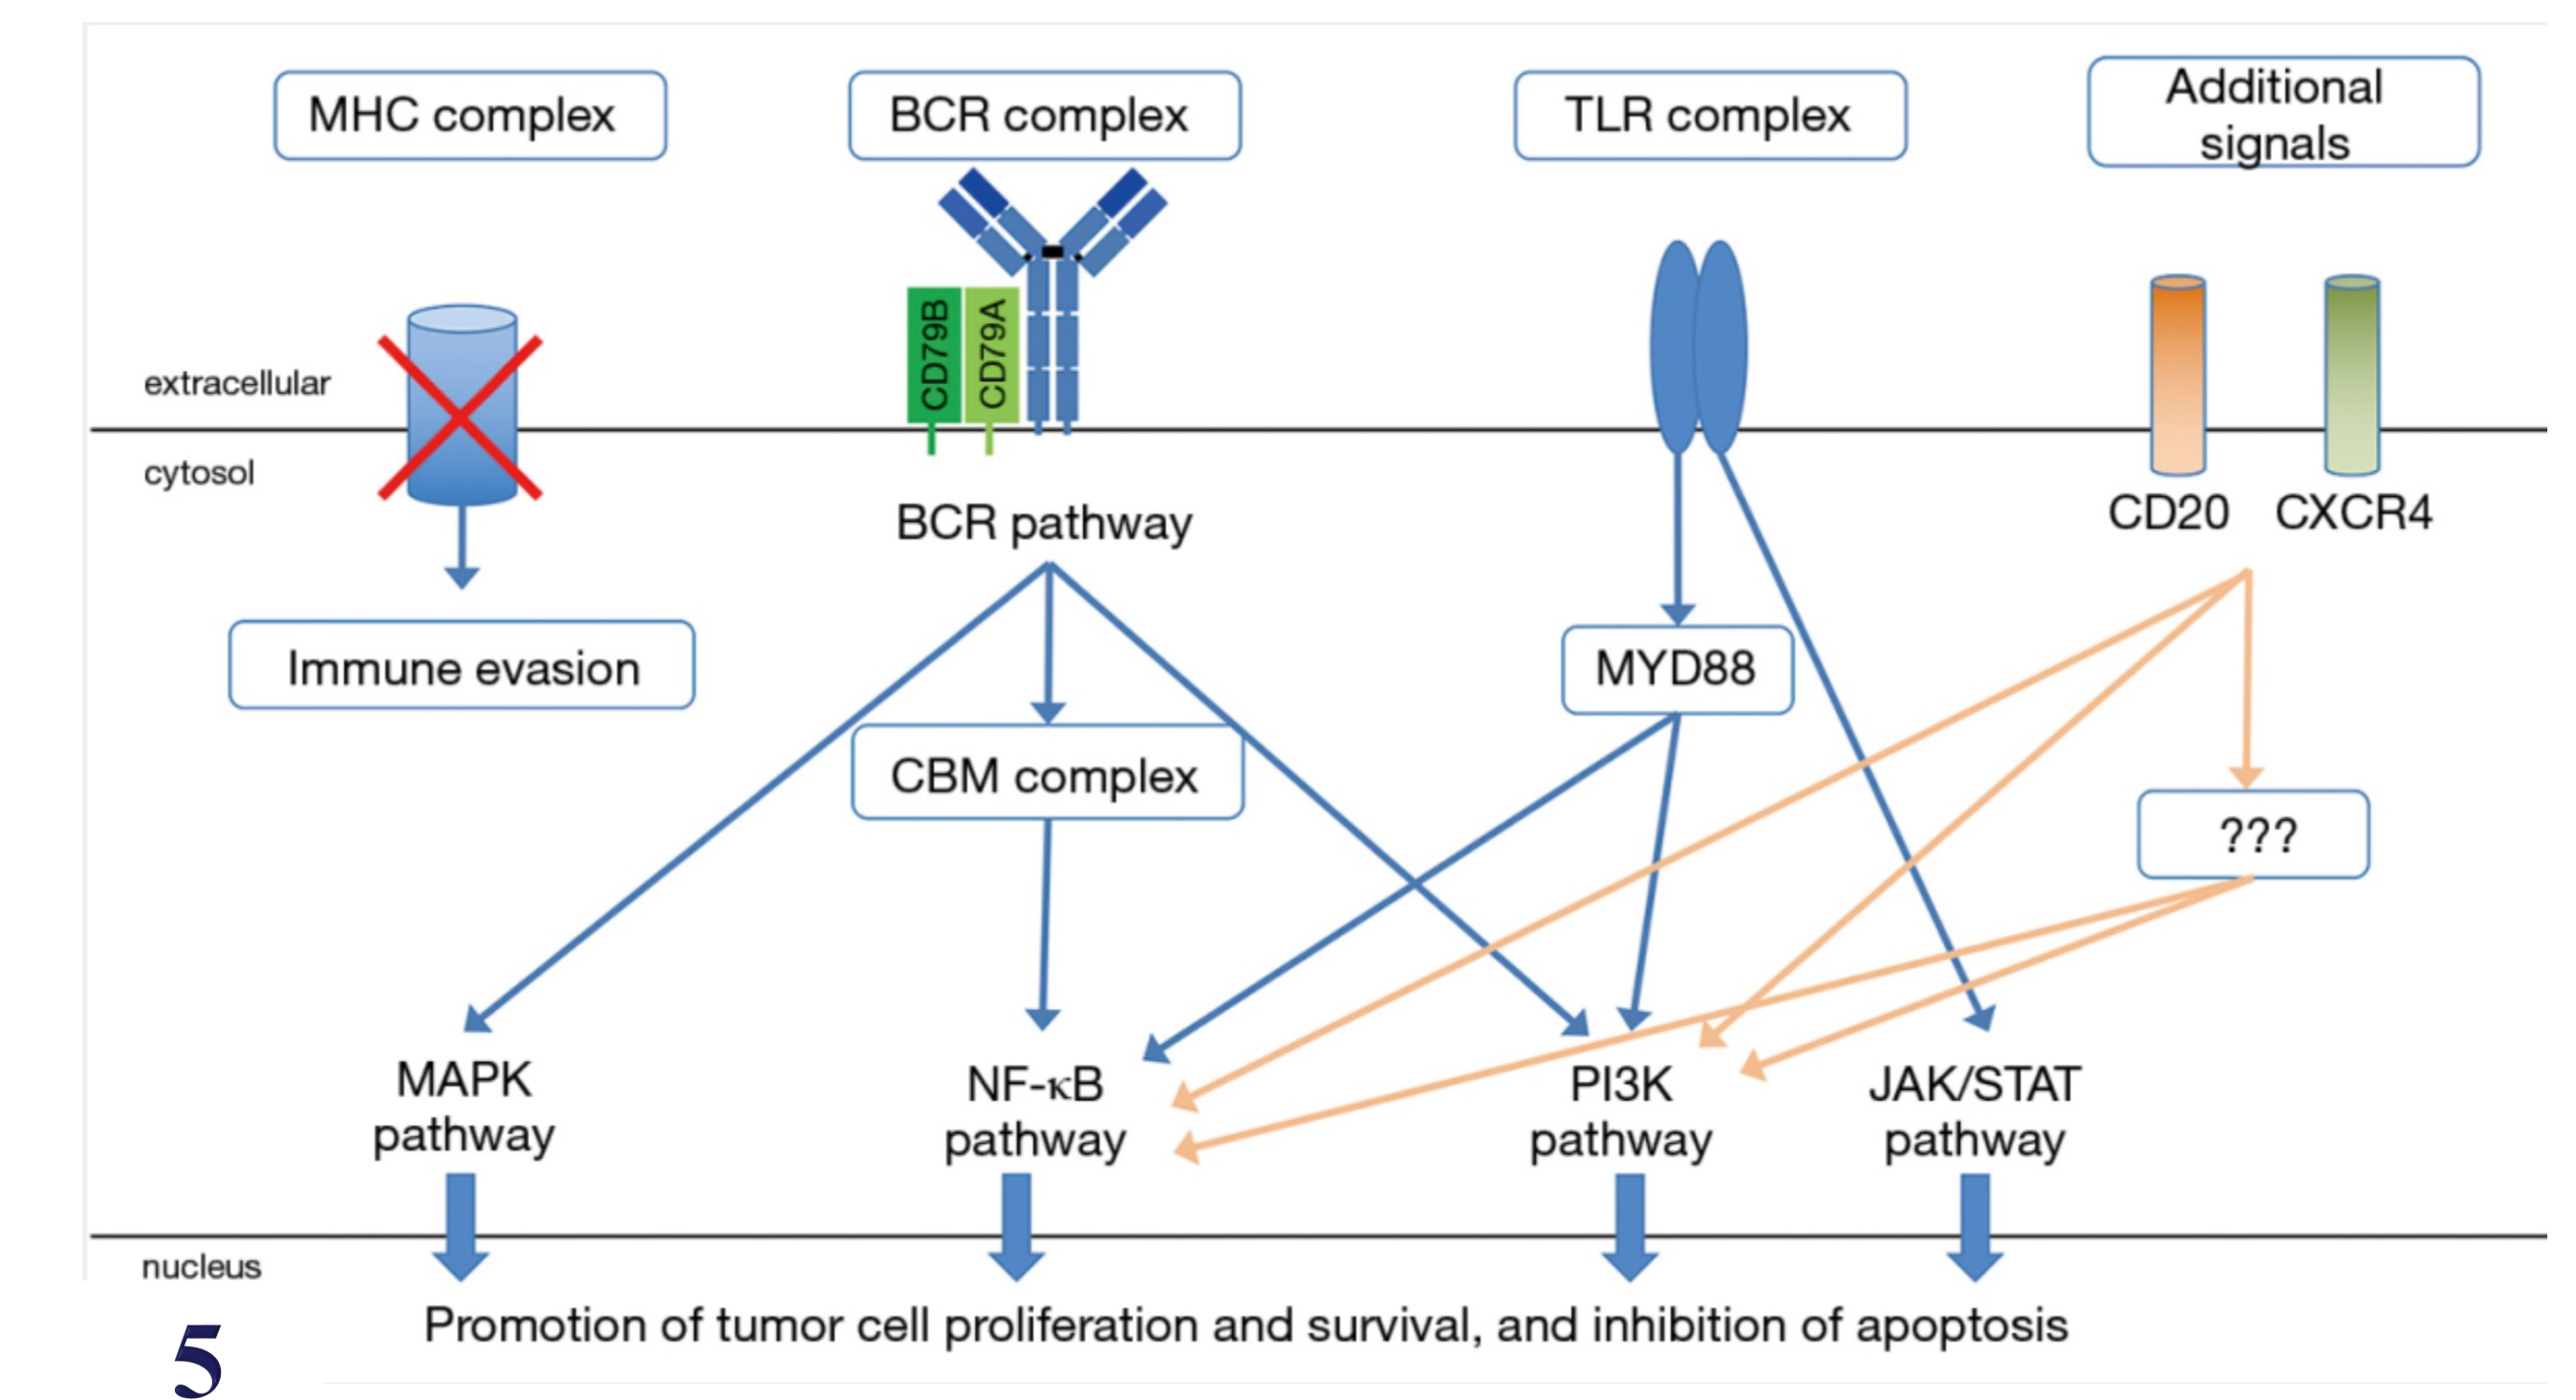 MHC complex
BCR complex
TLR complex
Additional
signals
CD79B
CD79A
extracellular
cytosol
BCR pathway
CD20
CXCR4
Immune evasion
MYD88
CBM complex
???
MAPK
pathway
NF-κB
pathway
PI3K
pathway
JAK/STAT
pathway
nucleus
Promotion of tumor cell proliferation and survival, and inhibition of apoptosis
5